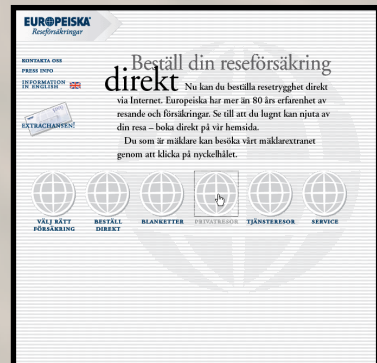 EUROPEISKA
Reseförsäkringar
KONTAKTA OSS
PRESS INFO
INFORMATION
IN ENGLISH
EXTRACHANSEN!
Beställ din reseförsäkring
direkt Nu kan du beställa resetrygghet direkt
via Internet. Europeiska har mer än 80 års erfarenhet av
resande och försäkringar. Se till att du lugnt kan njuta av
din resa – boka direkt på vår hemsida.
Du som är mäklare kan besöka vårt mäklarextranet
genom att klicka på nyckelhålet.
VÄLJ RÄTT
FÖRSÄKRING
BESTÄLL
DIREKT
BLANKETTER
PRIVATRESOR
TJÄNSTERESOR
SERVICE